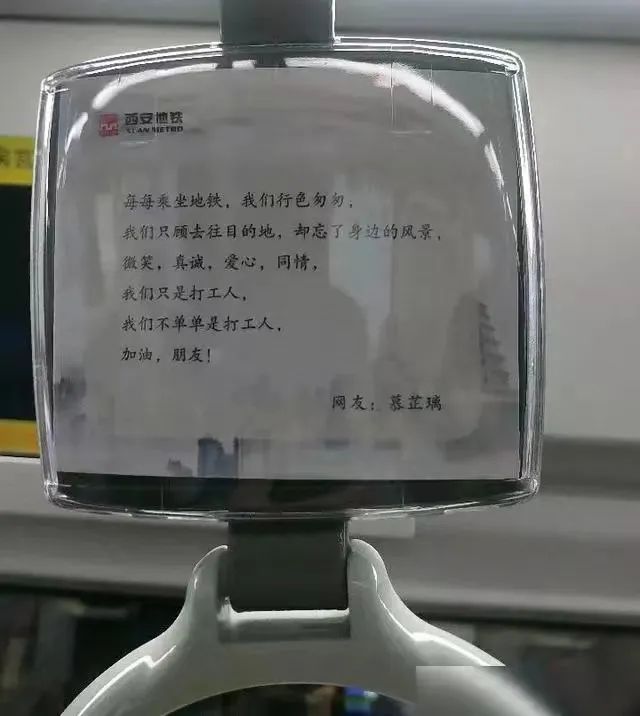 西安地铁
XI'AN METRO
每每乘坐地铁，我们行色匆匆；
我们只顾去往目的地，却忘了身边的风景，
微笑，真诚，爱心，同情，
我们只是打工人，
我们不单单是打工人，
加油，朋友！
网友：慕芷璃